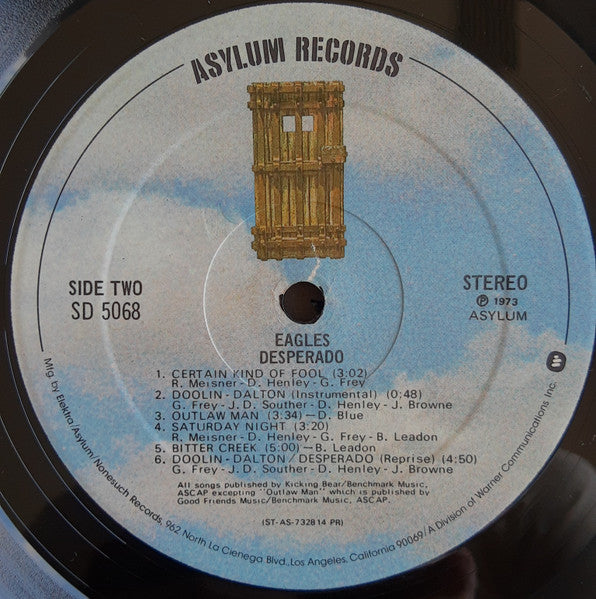 ASYLUM RECORDS
SIDE TWO
SD 5068
STEREO
Ⓟ 1973
ASYLUM
EAGLES
DESPERADO
1. CERTAIN KIND OF FOOL (3:02)
R. Meisner-D. Henley-G. Frey
2. DOOLIN-DALTON (Instrumental) (0:48)
G. Frey-J.D. Souther-D. Henley-J. Browne
3. OUTLAW MAN (3:34)—D. Blue
4. SATURDAY NIGHT (3:20)
R. Meisner-D. Henley-G. Frey-B. Leadon
5. BITTER CREEK (5:00)—B. Leadon
6. DOOLIN-DALTON/DESPERADO (Reprise) (4:50)
G. Frey-J.D. Souther-D. Henley-J. Browne
All songs published by Kicking Bear/Benchmark Music,
ASCAP excepting "Outlaw Man" which is published by
Good Friends Music/Benchmark Music, ASCAP.
(ST-AS-732814 PR)
Mfg. by Elektra/Asylum/Nonesuch Records, 962 North La Cienega Blvd., Los Angeles, California 90069/A Division of Warner Communications Inc.